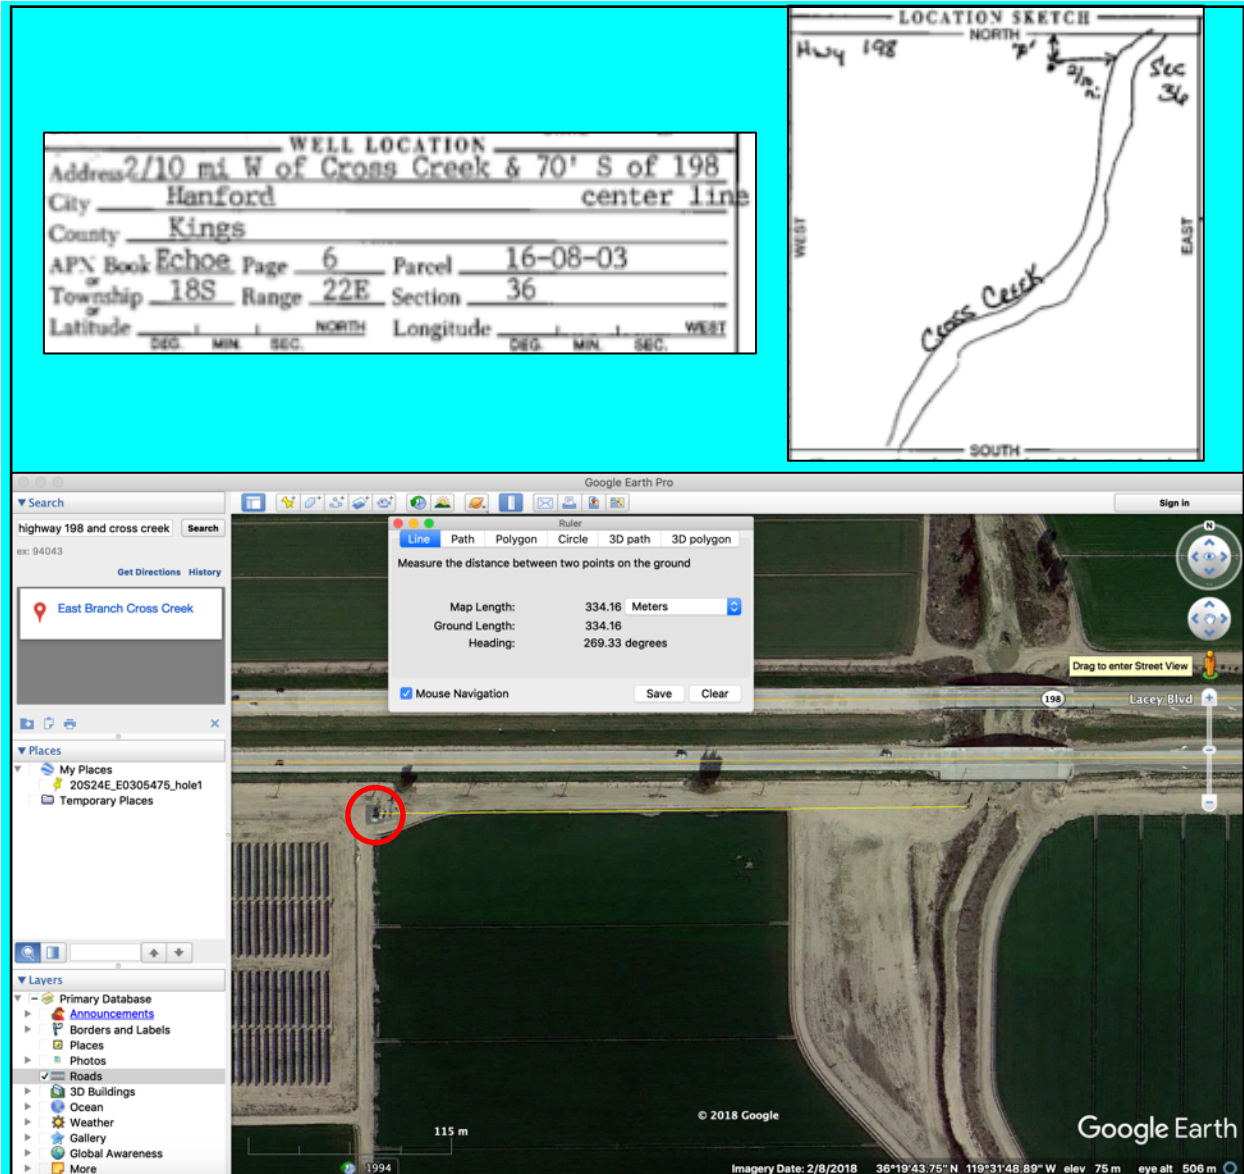 WELL LOCATION
Address 2/10 mi W of Cross Creek & 70' S of 198
City Hanford center line
County Kings
APN Book Echoe Page 6 Parcel 16-08-03
or
Township 18S Range 22E Section 36
or
Latitude NORTH Longitude WEST
DEG. MIN. SEC. DEG. MIN. SEC.
LOCATION SKETCH
NORTH
Hwy 198
2/10
Sec
36
WEST
EAST
Cross Creek
SOUTH
Google Earth Pro
Search
Sign in
highway 198 and cross creek Search
ex: 94043
Get Directions History
East Branch Cross Creek
Ruler
Line Path Polygon Circle 3D path 3D polygon
Measure the distance between two points on the ground
Map Length: 334.16 Meters
Ground Length: 334.16
Heading: 269.33 degrees
Mouse Navigation Save Clear
N
Drag to enter Street View
198 Lacey Blvd
Places
My Places
20S24E_E0305475_hole1
Temporary Places
Layers
Primary Database
Announcements
Borders and Labels
Places
Photos
Roads
3D Buildings
Ocean
Weather
Gallery
Global Awareness
More
115 m
© 2018 Google
Google Earth
1994
Imagery Date: 2/8/2018 36°19'43.75" N 119°31'48.89" W elev 75 m eye alt 506 m